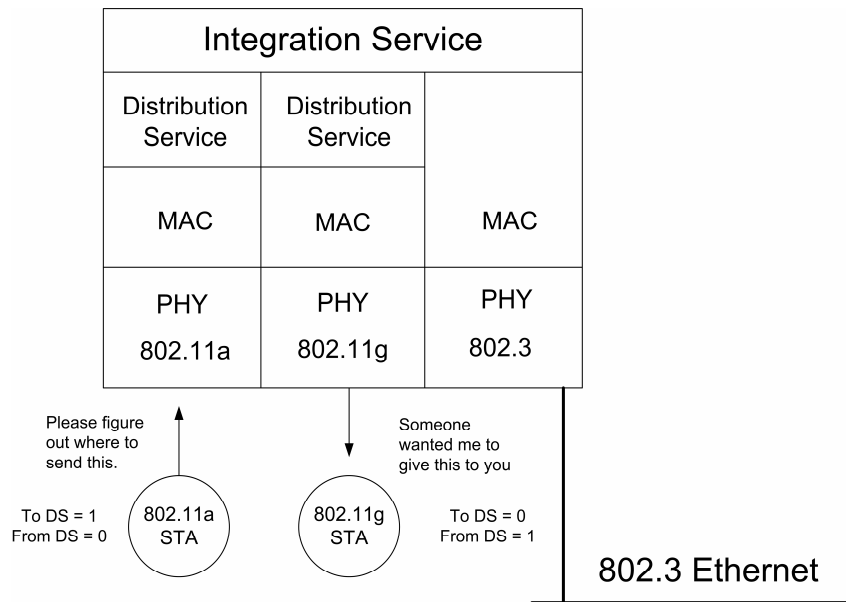 Integration Service
Distribution
Service
Distribution
Service
MAC
MAC
MAC
PHY
802.11a
PHY
802.11g
PHY
802.3
Please figure
out where to
send this.
Someone
wanted me to
give this to you
To DS = 1
From DS = 0
802.11a
STA
802.11g
STA
To DS = 0
From DS = 1
802.3 Ethernet